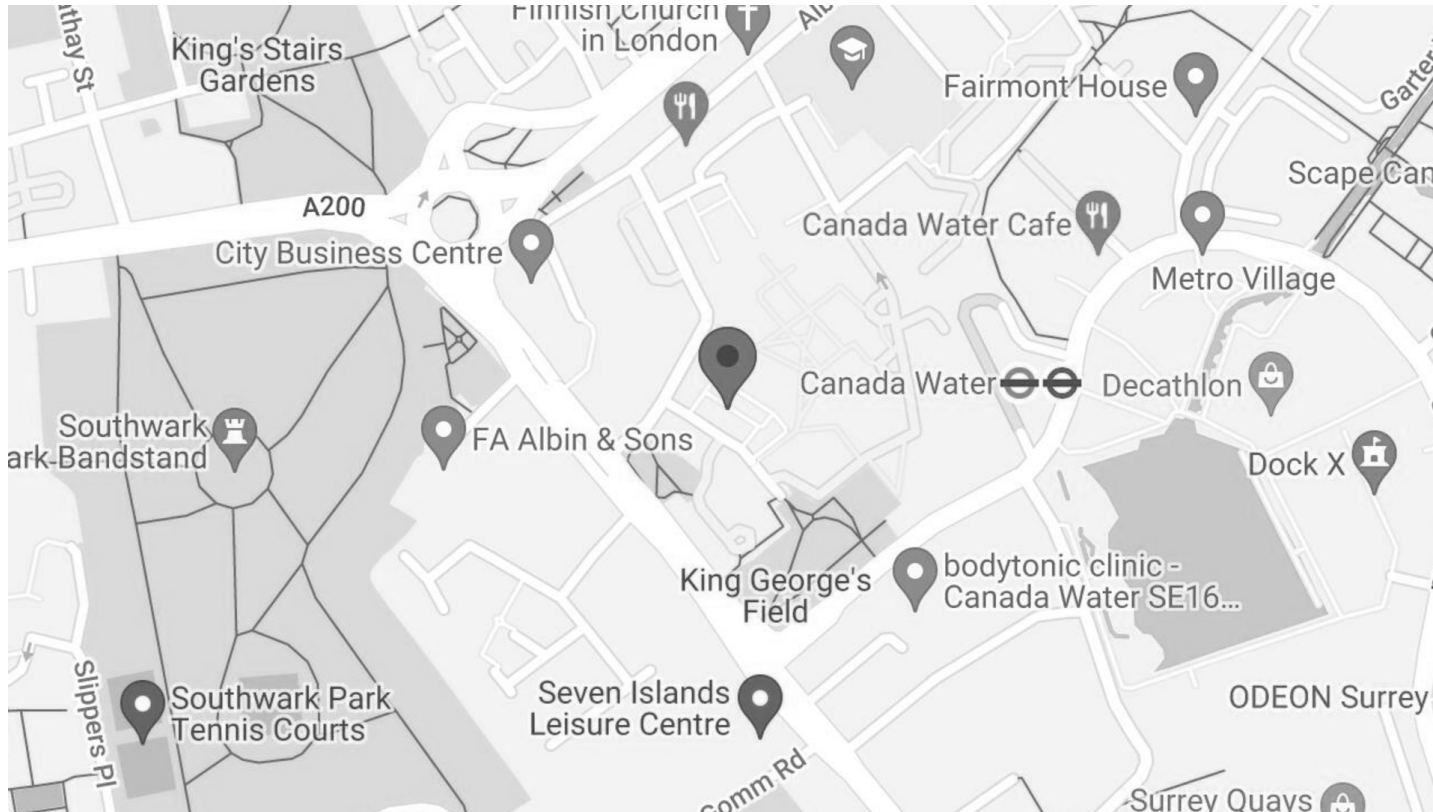 Finnish Church
in London
King's Stairs
Gardens
Fairmont House
Scape Can
A200
City Business Centre
Canada Water Cafe
Metro Village
Canada Water
Decathlon
Southwark
ark Bandstand
FA Albin & Sons
Dock X
King George's
Field
bodytonic clinic -
Canada Water SE16...
Slippers Pl
Southwark Park
Tennis Courts
Seven Islands
Leisure Centre
ODEON Surrey
Comm Rd
Surrey Quays